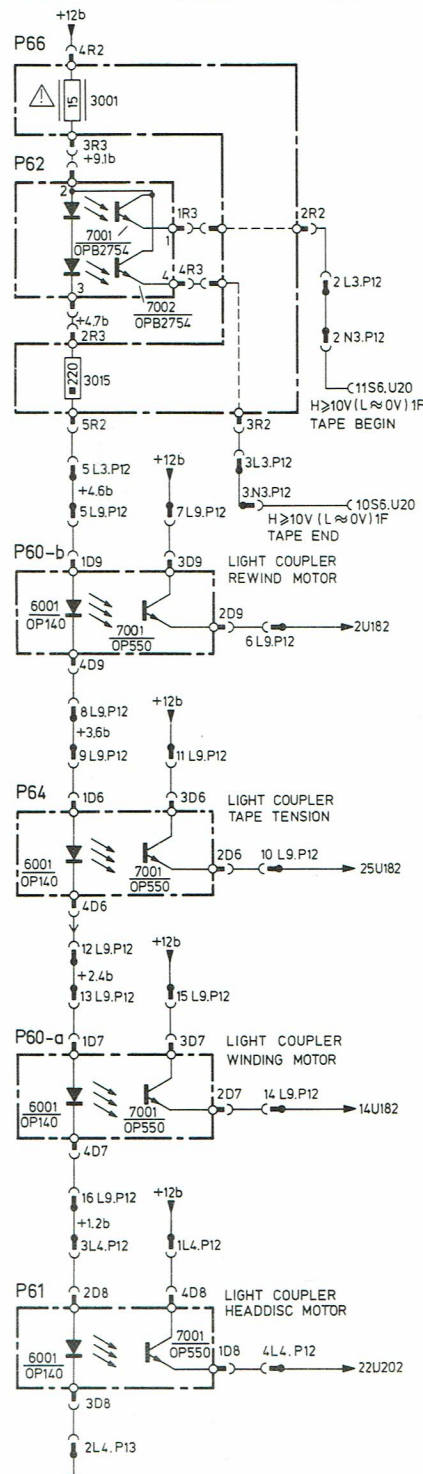 +12b
P66
4R2
⚠ 15 3001
3R3
+9.1b
P62
2
1R3
2R2
7001
OPB2754
1
4 4R3
2 L3.P12
3
7002
OPB2754
+4.7b
2R3
2 N3.P12
220 3015
11S6.U20
H⩾10V (L≈0V) 1F
TAPE BEGIN
5R2
3R2
5 L3.P12
+12b
3L3.P12
+4.6b
3.N3.P12
10S6.U20
5 L9.P12
7L9.P12
H⩾10V (L≈0V) 1F
TAPE END
P60-b
1D9
3D9
LIGHT COUPLER
REWIND MOTOR
6001
OP140
7001
OP550
2D9
6 L9.P12
2U182
4D9
8 L9.P12
+12b
+3.6b
9 L9.P12
11 L9.P12
P64
1D6
3D6
LIGHT COUPLER
TAPE TENSION
6001
OP140
7001
OP550
2D6
10 L9.P12
25U182
4D6
12 L9.P12
+12b
+2.4b
13 L9.P12
15 L9.P12
P60-a
1D7
3D7
LIGHT COUPLER
WINDING MOTOR
6001
OP140
7001
OP550
2D7
14 L9.P12
14U182
4D7
16 L9.P12
+12b
+1.2b
3L4.P12
1L4.P12
P61
2D8
4D8
LIGHT COUPLER
HEADDISC MOTOR
6001
OP140
7001
OP550
1D8
4L4.P12
22U202
3D8
2L4.P13